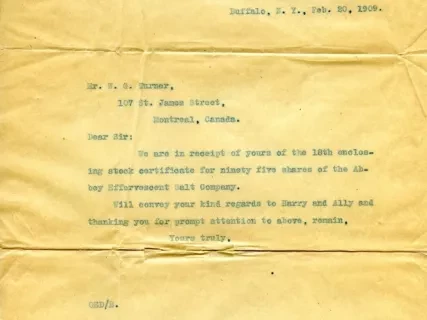 Buffalo, N. Y., Feb. 20, 1909.
Mr. N. G. Turner,
107 St. James Street,
Montreal, Canada.
Dear Sir:
We are in receipt of yours of the 18th enclos-
ing stock certificate for ninety five shares of the Ab-
bey Effervescent Salt Company.
Will convey your kind regards to Harry and Ally and
thanking you for prompt attention to above, remain,
Yours truly,